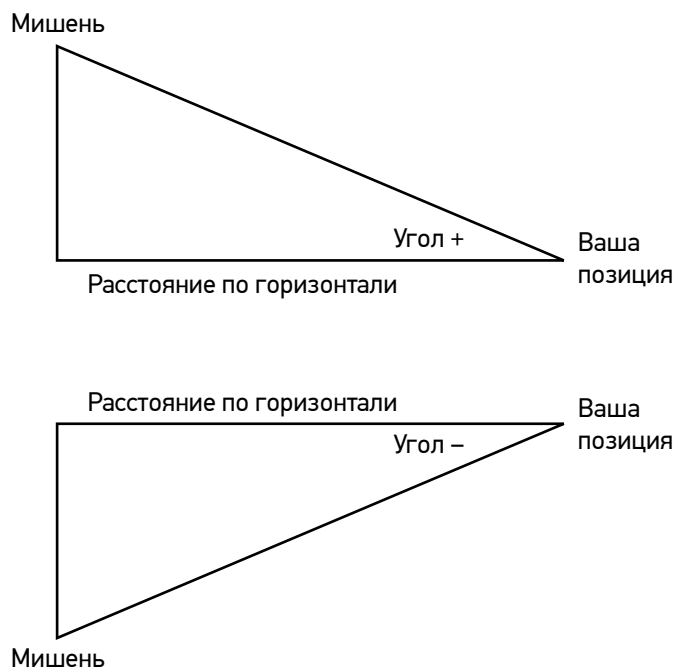 Мишень
Угол +
Ваша
позиция
Расстояние по горизонтали
Расстояние по горизонтали
Ваша
позиция
Угол –
Мишень